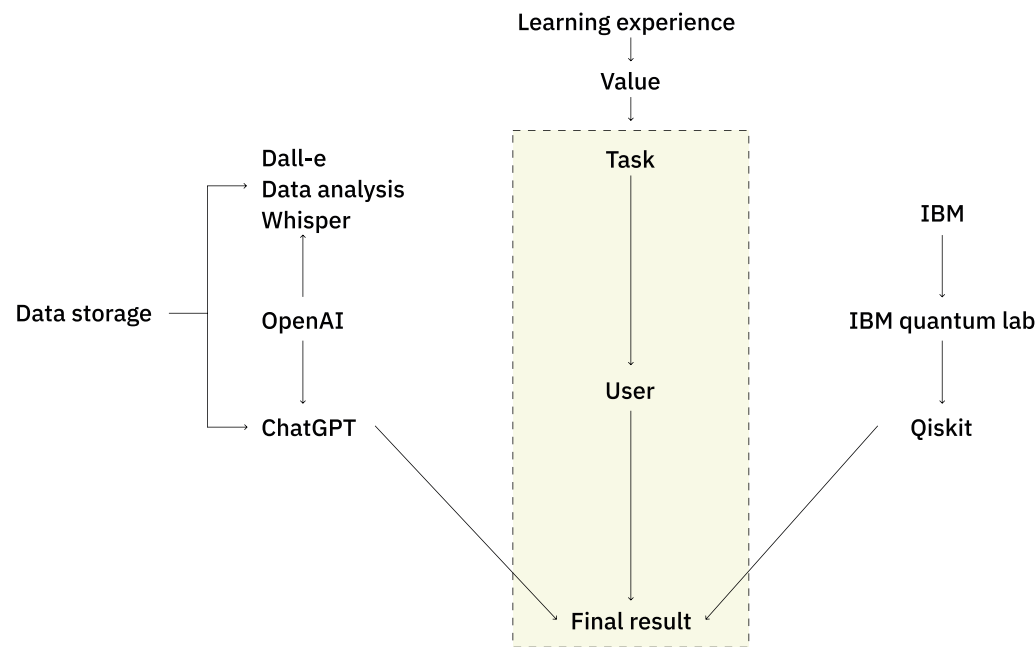 Learning experience
Value
Task
Dall-e
Data analysis
Whisper
IBM
Data storage
OpenAI
IBM quantum lab
User
ChatGPT
Qiskit
Final result